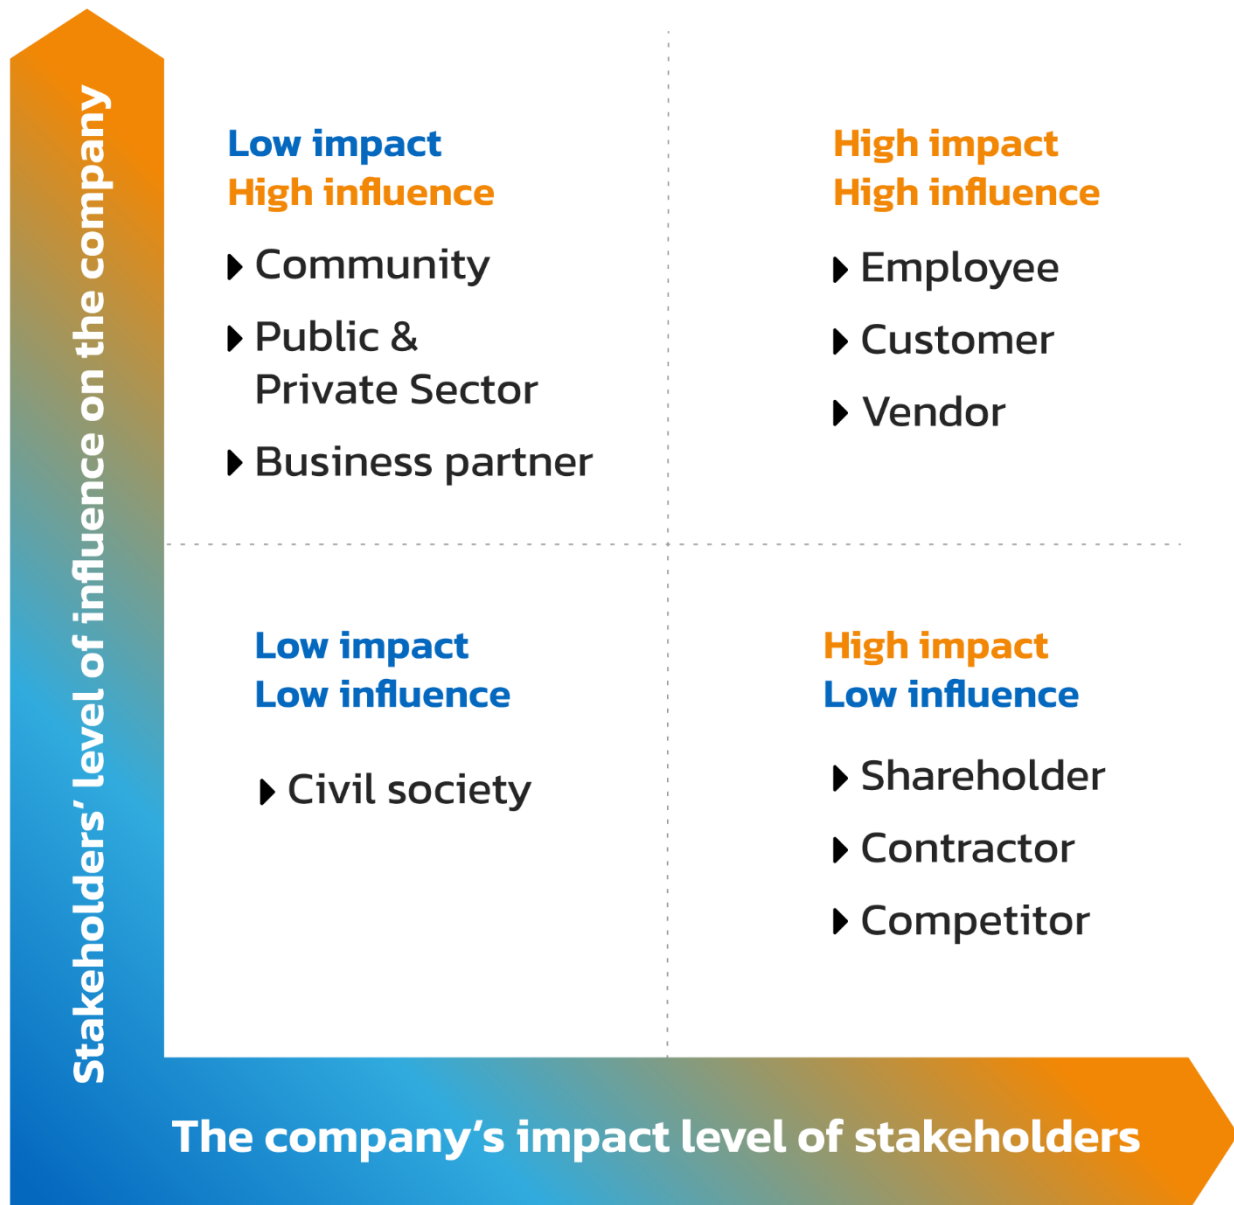 Stakeholders' level of influence on the company
Low impact
High influence
Community
Public &
Private Sector
Business partner
High impact
High influence
Employee
Customer
Vendor
Low impact
Low influence
Civil society
High impact
Low influence
Shareholder
Contractor
Competitor
The company's impact level of stakeholders